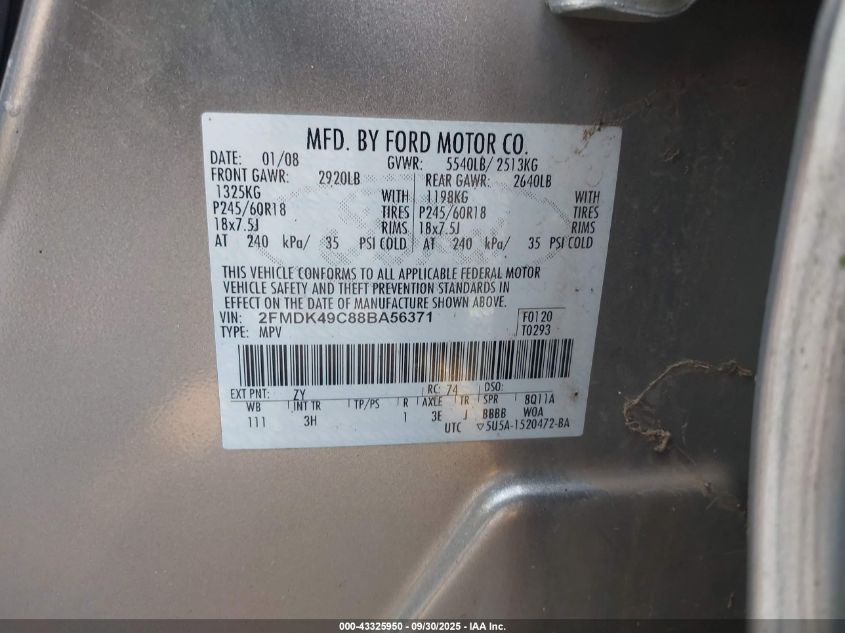 MFD. BY FORD MOTOR CO.
DATE: 01/08 GVWR: 5540LB/ 2513KG
FRONT GAWR: 2920LB REAR GAWR: 2640LB
1325KG WITH 1198KG WITH
P245/60R18 TIRES P245/60R18 TIRES
18x7.5J RIMS 18x7.5J RIMS
AT 240 kPa/ 35 PSI COLD AT 240 kPa/ 35 PSI COLD
THIS VEHICLE CONFORMS TO ALL APPLICABLE FEDERAL MOTOR
VEHICLE SAFETY AND THEFT PREVENTION STANDARDS IN
EFFECT ON THE DATE OF MANUFACTURE SHOWN ABOVE.
VIN: 2FMDK49C88BA56371 F0120
TYPE: MPV T0293
EXT PNT: ZY RC: 74 DSO:
WB INT TR TP/PS R AXLE TR SPR 8Q11A
111 3H 1 3E J BBBB W0A
UTC ▽5U5A-1520472-BA
000-43325950 - 09/30/2025 - IAA Inc.